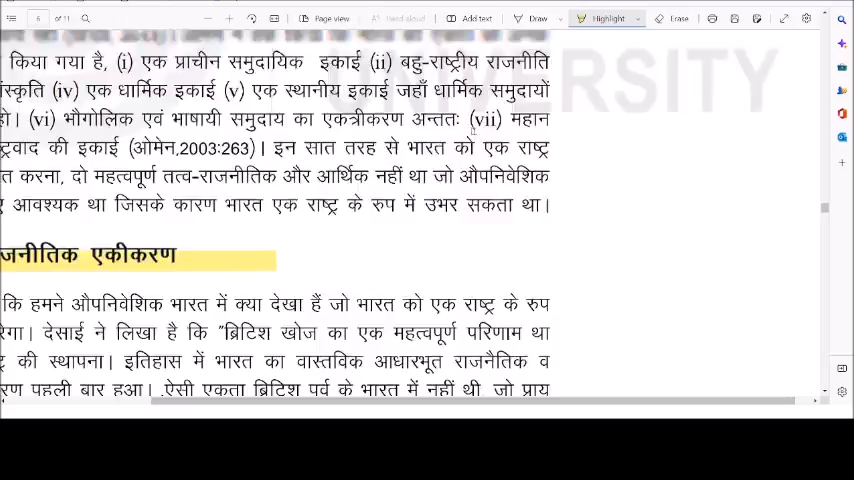 6 of 11 Page view Read aloud Add text Draw Highlight Erase
किया गया है, (i) एक प्राचीन समुदायिक इकाई (ii) बहु-राष्ट्रीय राजनीति
स्कृति (iv) एक धार्मिक इकाई (v) एक स्थानीय इकाई जहाँ धार्मिक समुदायों
हो। (vi) भौगोलिक एवं भाषायी समुदाय का एकत्रीकरण अन्ततः (vii) महान
ट्रवाद की इकाई (ओमेन,2003:263)। इन सात तरह से भारत को एक राष्ट्र
त करना, दो महत्वपूर्ण तत्व-राजनीतिक और आर्थिक नहीं था जो औपनिवेशिक
आवश्यक था जिसके कारण भारत एक राष्ट्र के रुप में उभर सकता था।
जनीतिक एकीकरण
कि हमने औपनिवेशिक भारत में क्या देखा हैं जो भारत को एक राष्ट्र के रुप
रेगा। देसाई ने लिखा है कि "ब्रिटिश खोज का एक महत्वपूर्ण परिणाम था
ट्र की स्थापना। इतिहास में भारत का वास्तविक आधारभूत राजनैतिक व
रण पहली बार हुआ। .ऐसी एकता ब्रिटिश पूर्व के भारत में नहीं थी, जो प्राय
UNIVERSITY